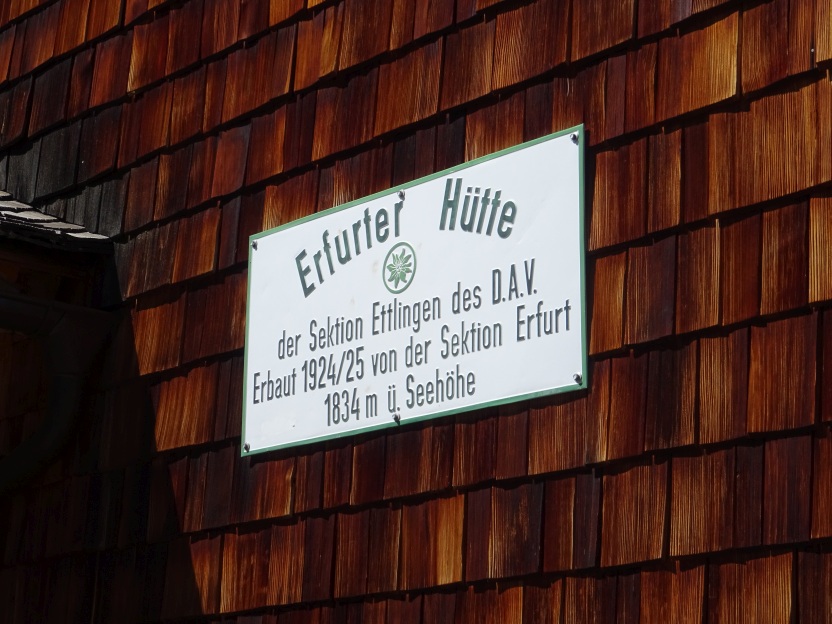 Erfurter Hütte
der Sektion Ettlingen des D.A.V.
Erbaut 1924/25 von der Sektion Erfurt
1834 m ü. Seehöhe